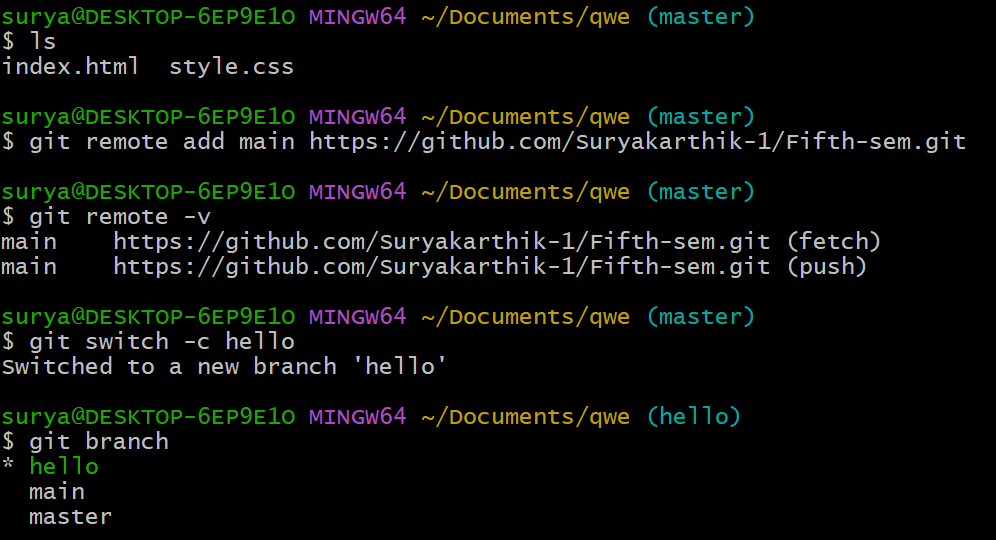 surya@DESKTOP-6EP9E1O MINGW64 ~/Documents/qwe (master)
$ ls
index.html  style.css
surya@DESKTOP-6EP9E1O MINGW64 ~/Documents/qwe (master)
$ git remote add main https://github.com/Suryakarthik-1/Fifth-sem.git
surya@DESKTOP-6EP9E1O MINGW64 ~/Documents/qwe (master)
$ git remote -v
main    https://github.com/Suryakarthik-1/Fifth-sem.git (fetch)
main    https://github.com/Suryakarthik-1/Fifth-sem.git (push)
surya@DESKTOP-6EP9E1O MINGW64 ~/Documents/qwe (master)
$ git switch -c hello
Switched to a new branch 'hello'
surya@DESKTOP-6EP9E1O MINGW64 ~/Documents/qwe (hello)
$ git branch
* hello
  main
  master